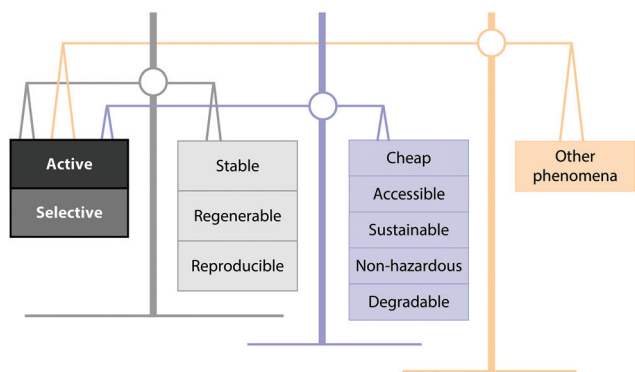 Active
Selective
Stable
Regenerable
Reproducible
Cheap
Accessible
Sustainable
Non-hazardous
Degradable
Other
phenomena